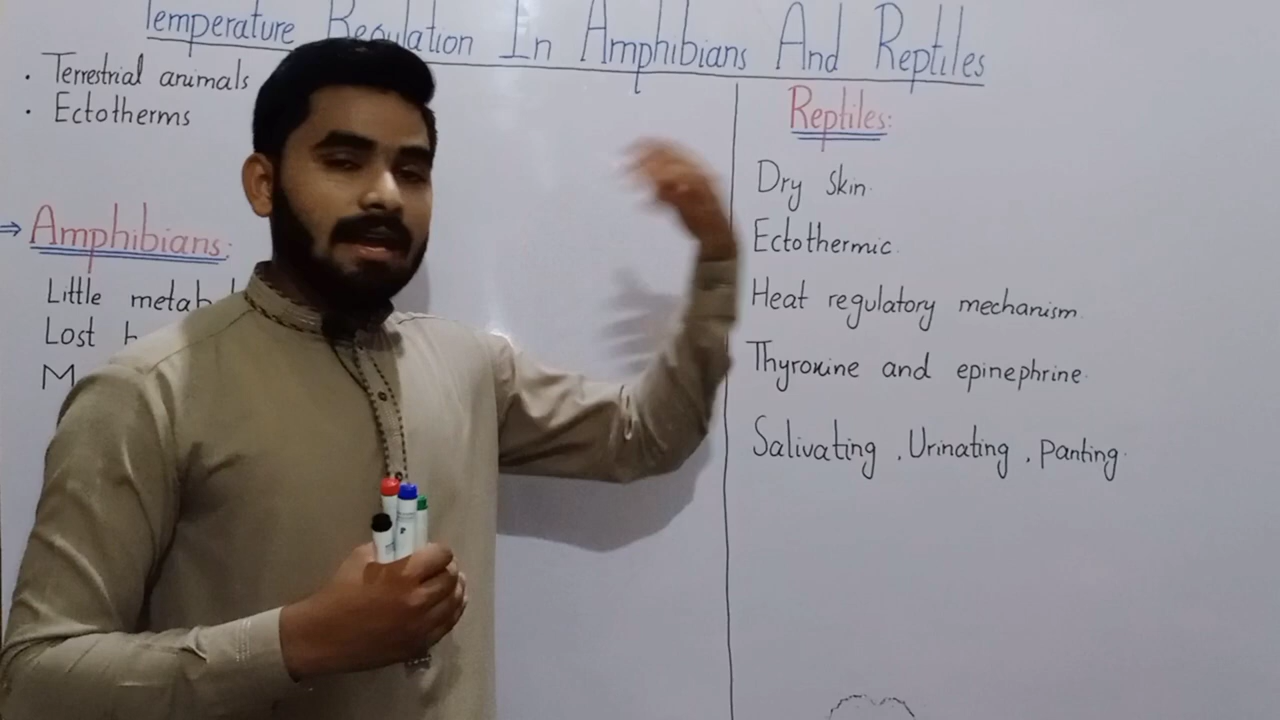 Temperature Regulation In Amphibians And Reptiles
. Terrestrial animals
. Ectotherms
⇒ Amphibians:
Little
Lost
Reptiles:
Dry skin.
Ectothermic.
Heat regulatory mechanism.
Thyroxine and epinephrine.
Salivating , Urinating , Panting.